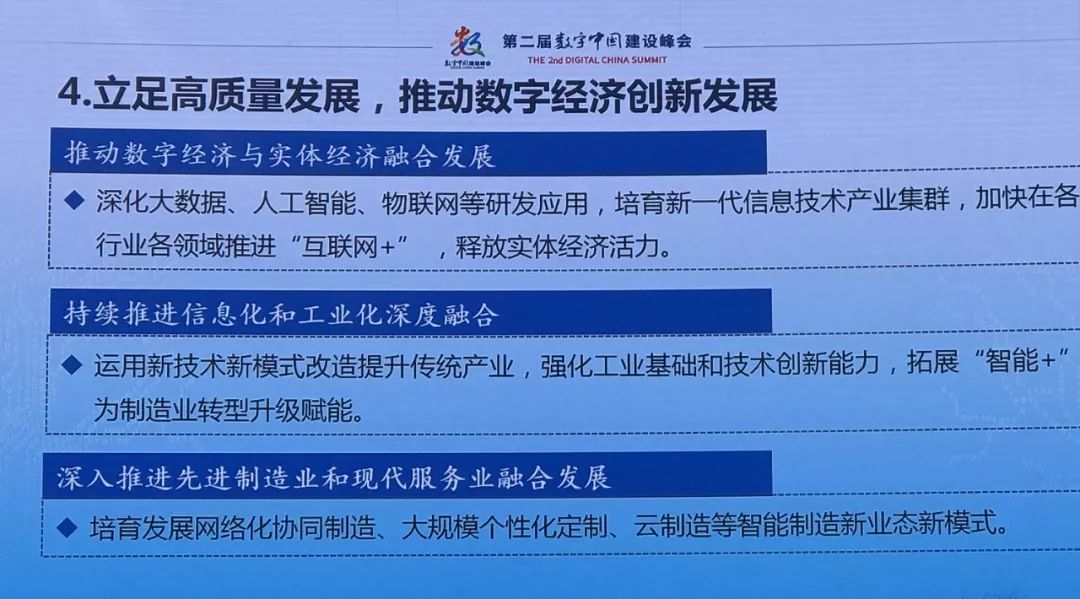 第二届数字中国建设峰会
数字中国建设峰会
THE 2nd DIGITAL CHINA SUMMIT
4.立足高质量发展，推动数字经济创新发展
推动数字经济与实体经济融合发展
深化大数据、人工智能、物联网等研发应用，培育新一代信息技术产业集群，加快在各
行业各领域推进“互联网+”，释放实体经济活力。
持续推进信息化和工业化深度融合
运用新技术新模式改造提升传统产业，强化工业基础和技术创新能力，拓展“智能+”
为制造业转型升级赋能。
深入推进先进制造业和现代服务业融合发展
培育发展网络化协同制造、大规模个性化定制、云制造等智能制造新业态新模式。